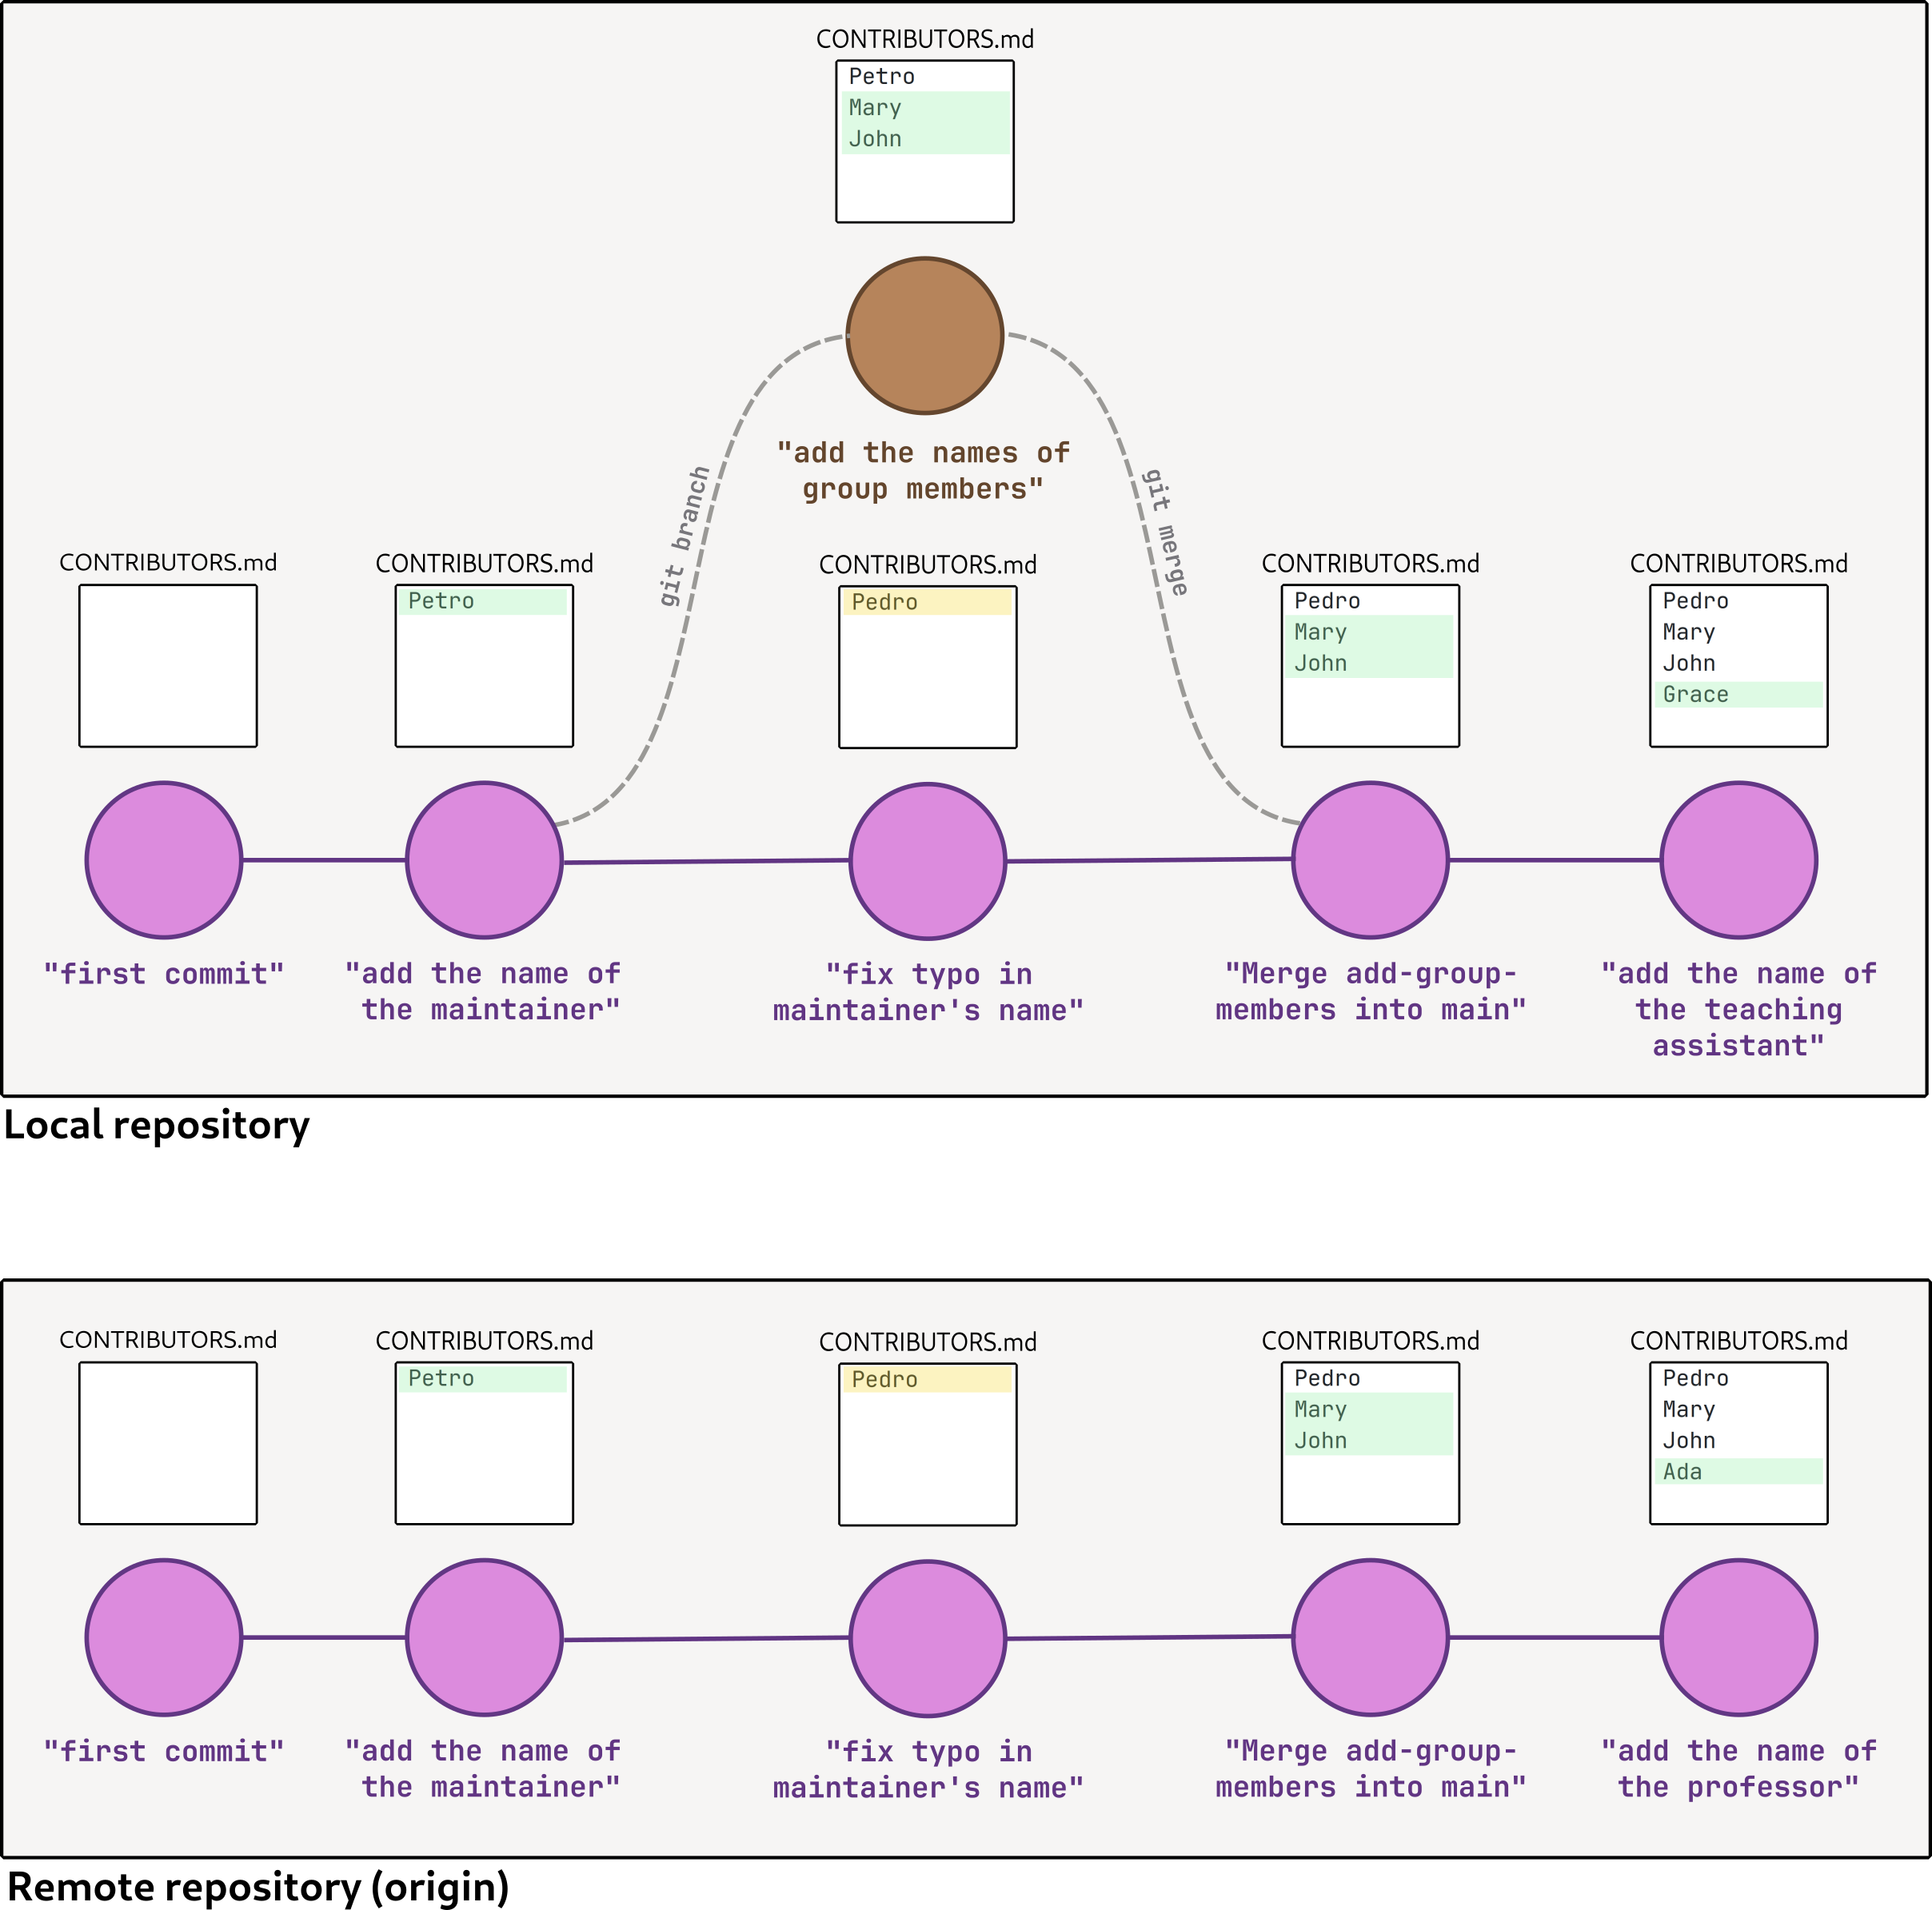 CONTRIBUTORS.md
Petro
Mary
John
"add the names of
group members"
git branch
git merge
CONTRIBUTORS.md
"first commit"
CONTRIBUTORS.md
Petro
"add the name of
the maintainer"
CONTRIBUTORS.md
Pedro
"fix typo in
maintainer's name"
CONTRIBUTORS.md
Pedro
Mary
John
"Merge add-group-
members into main"
CONTRIBUTORS.md
Pedro
Mary
John
Grace
"add the name of
the teaching
assistant"
Local repository
CONTRIBUTORS.md
"first commit"
CONTRIBUTORS.md
Petro
"add the name of
the maintainer"
CONTRIBUTORS.md
Pedro
"fix typo in
maintainer's name"
CONTRIBUTORS.md
Pedro
Mary
John
"Merge add-group-
members into main"
CONTRIBUTORS.md
Pedro
Mary
John
Ada
"add the name of
the professor"
Remote repository (origin)